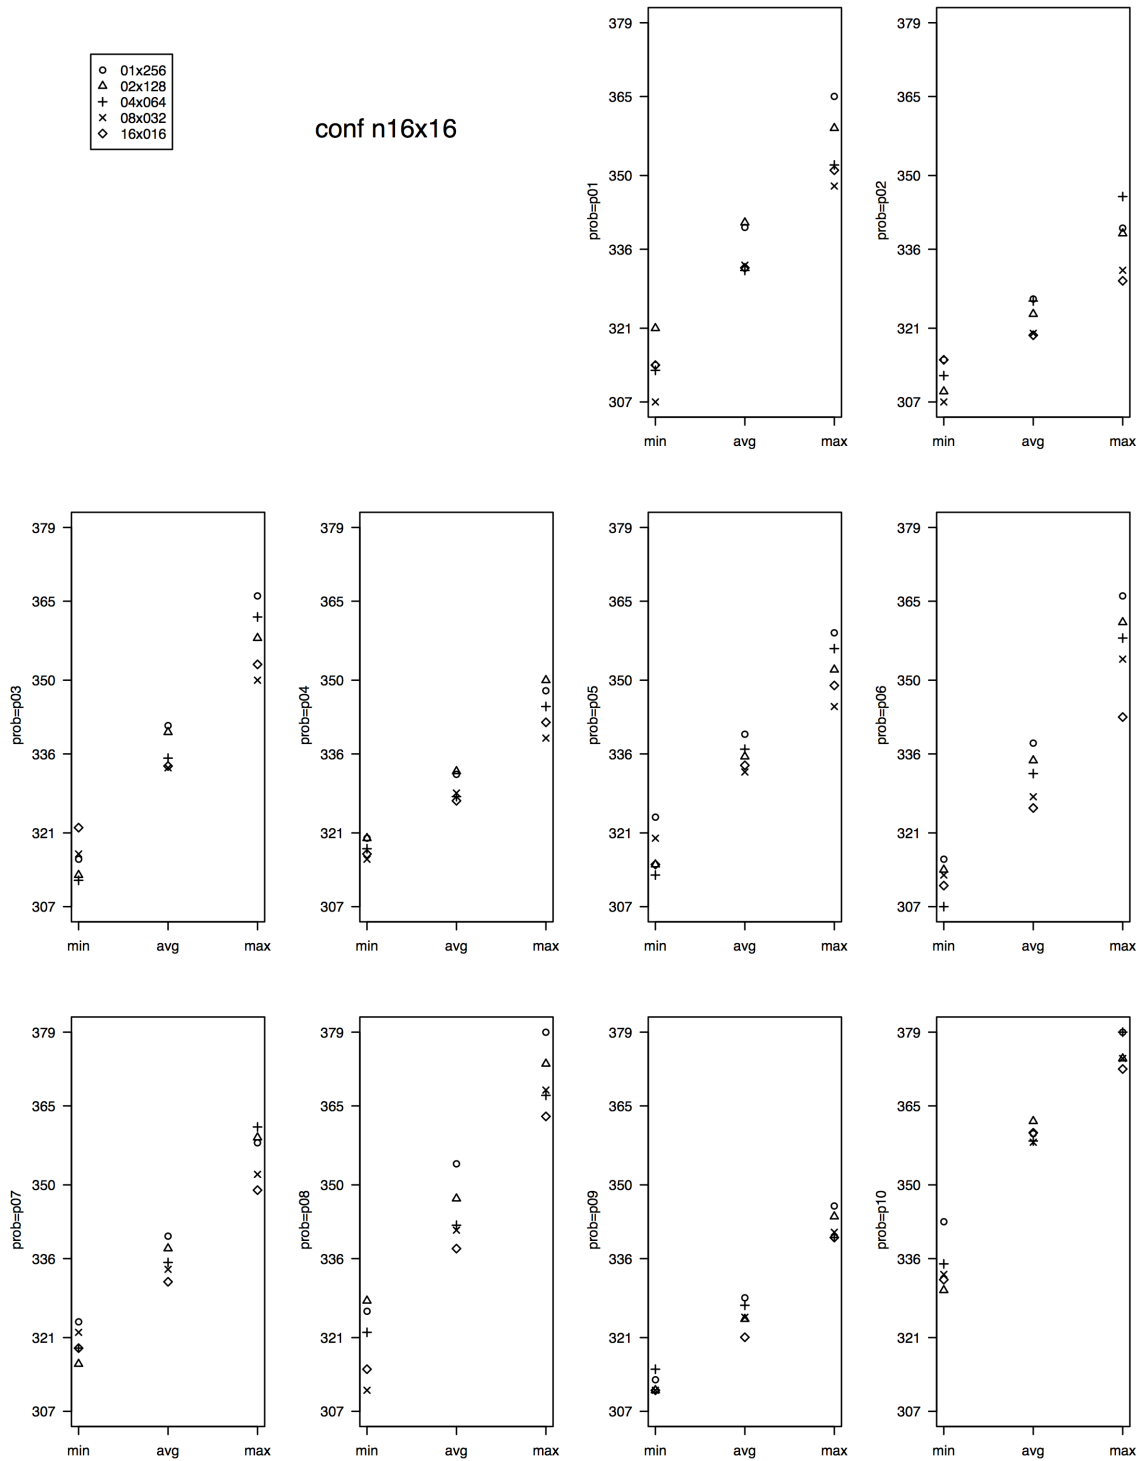 01x256
02x128
04x064
08x032
16x016
conf n16x16
prob=p01
379
365
350
336
321
307
min avg max
prob=p02
379
365
350
336
321
307
min avg max
prob=p03
379
365
350
336
321
307
min avg max
prob=p04
379
365
350
336
321
307
min avg max
prob=p05
379
365
350
336
321
307
min avg max
prob=p06
379
365
350
336
321
307
min avg max
prob=p07
379
365
350
336
321
307
min avg max
prob=p08
379
365
350
336
321
307
min avg max
prob=p09
379
365
350
336
321
307
min avg max
prob=p10
379
365
350
336
321
307
min avg max